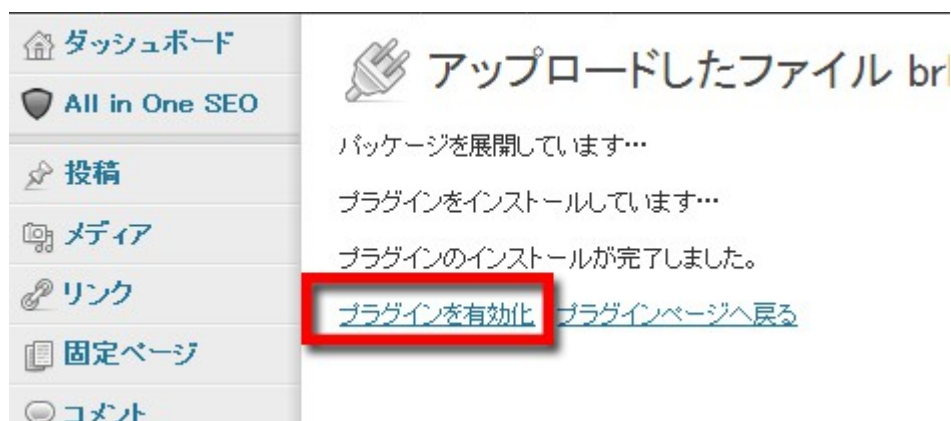 ダッシュボード
All in One SEO
投稿
メディア
リンク
固定ページ
コメント
アップロードしたファイル br
パッケージを展開しています…
プラグインをインストールしています…
プラグインのインストールが完了しました。
プラグインを有効化 プラグインページへ戻る